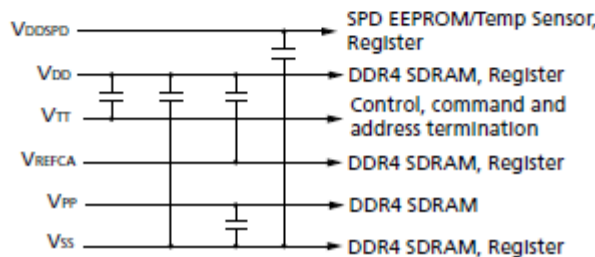 VDDSPD SPD EEPROM/Temp Sensor,
Register
VDD DDR4 SDRAM, Register
VTT Control, command and
address termination
VREFCA DDR4 SDRAM, Register
VPP DDR4 SDRAM
VSS DDR4 SDRAM, Register